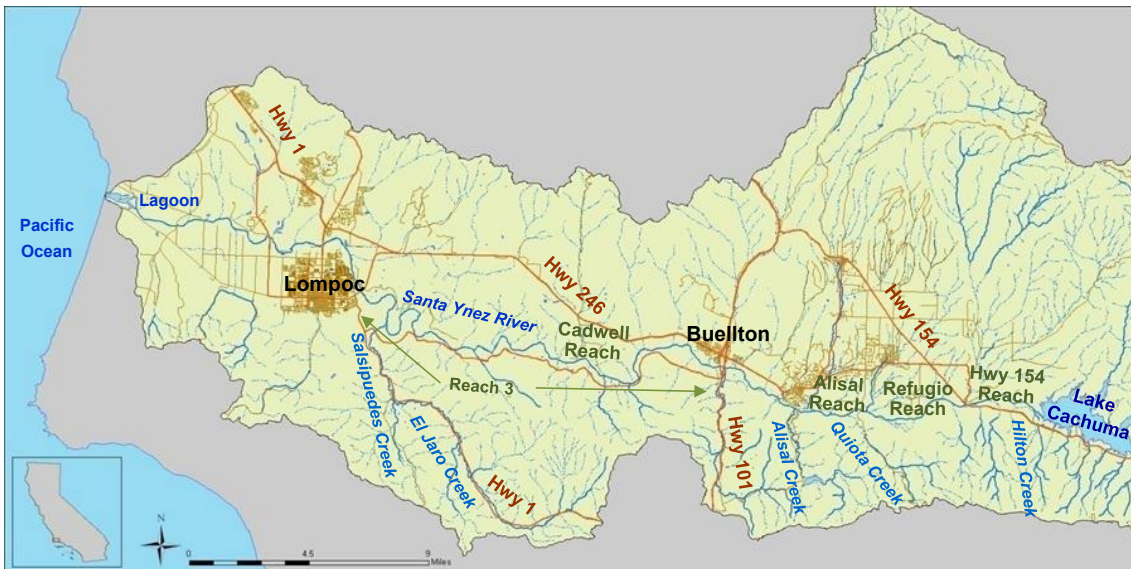 Hwy 1
Lagoon
Pacific
Ocean
Lompoc
Santa Ynez River
Hwy 246
Cadwell
Reach
Buellton
Hwy 154
Reach 3
Salsipuedes Creek
El Jaro Creek
Hwy 1
Hwy 101
Alisal
Reach
Refugio
Reach
Hwy 154
Reach
Lake
Cachuma
Alisal Creek
Quiota Creek
Hilton Creek
N
0 4.5 9
Miles